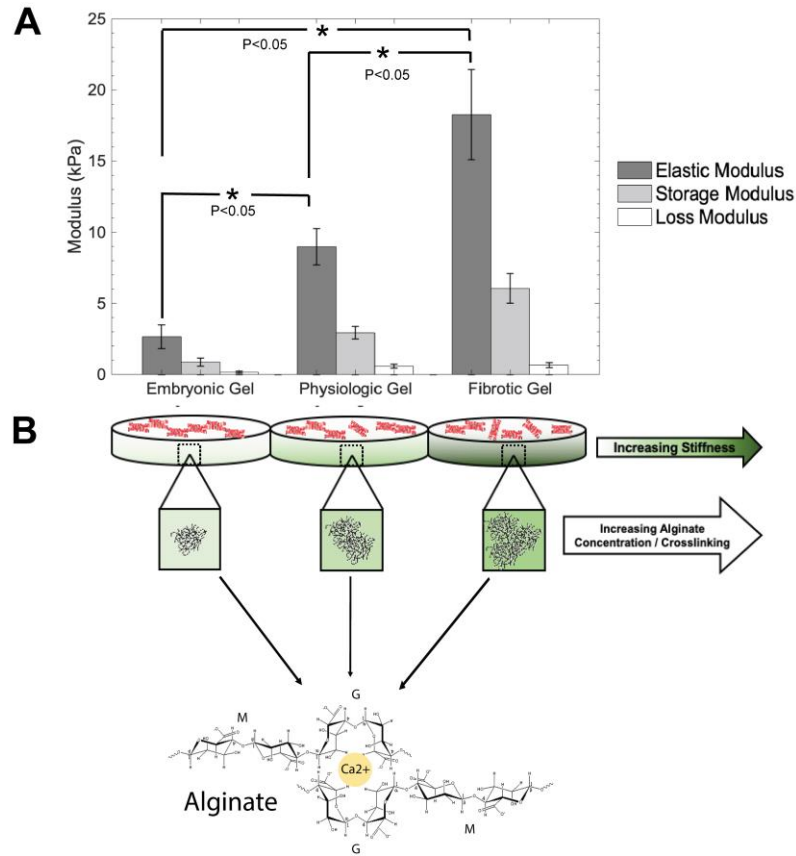 A
25
20
15
10
5
0
Modulus (kPa)
*
P<0.05
*
P<0.05
*
P<0.05
Elastic Modulus
Storage Modulus
Loss Modulus
Embryonic Gel
Physiologic Gel
Fibrotic Gel
B
Increasing Stiffness
Increasing Alginate
Concentration / Crosslinking
G
M
Ca2+
Alginate
M
G